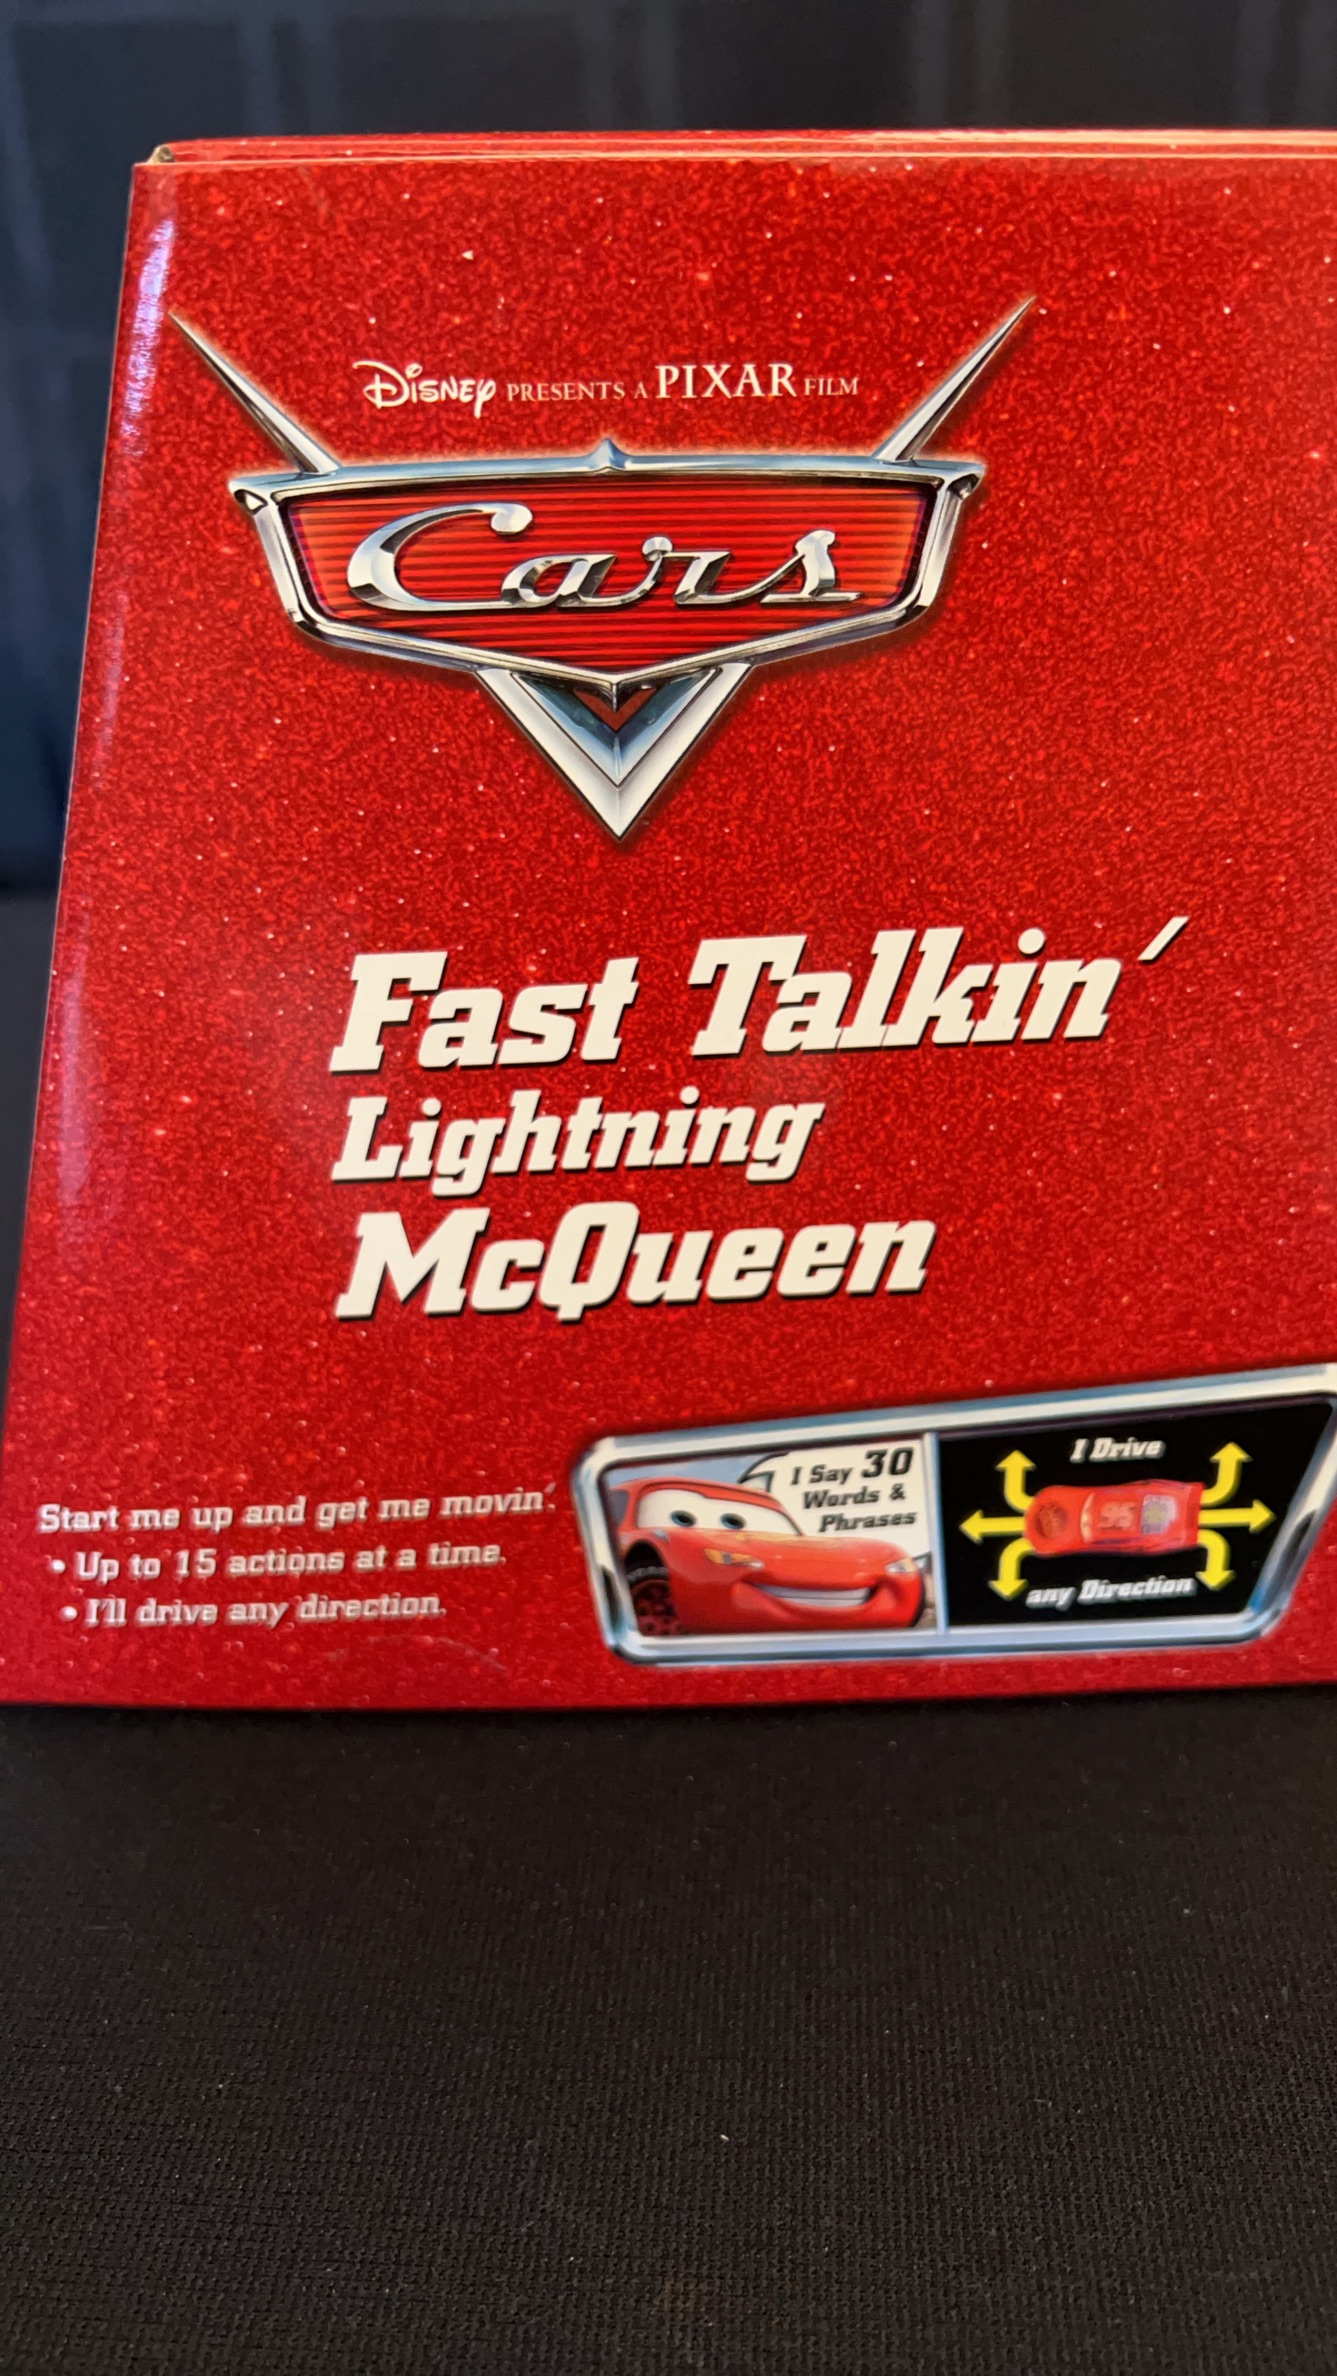 DISNEY PRESENTS A PIXAR FILM
Cars
Fast Talkin'
Lightning
McQueen
Start me up and get me movin'.
• Up to 15 actions at a time.
• I'll drive any direction.
I Say 30
Words &
Phrases
I Drive
95
any Direction